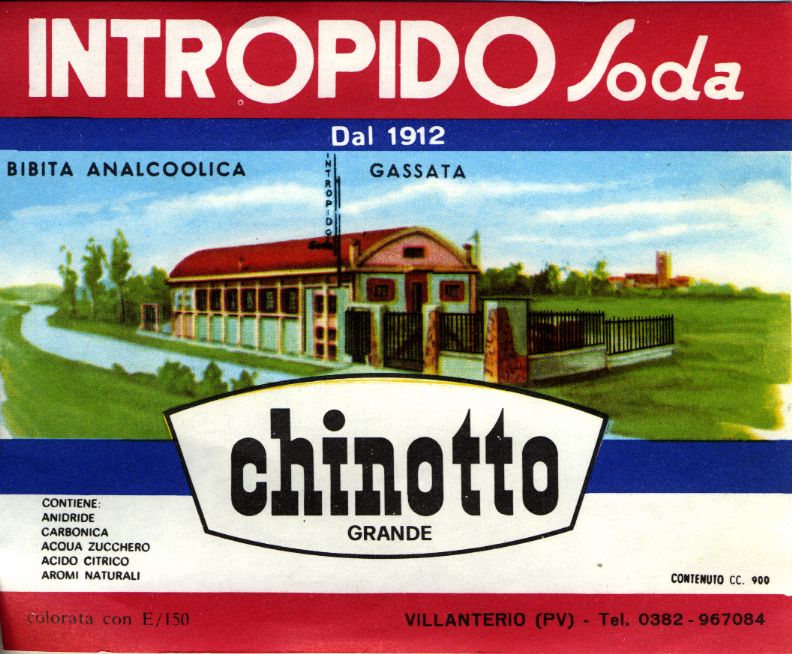 INTROPIDO Soda
Dal 1912
BIBITA ANALCOOLICA GASSATA
INTROPIDO
Soda
chinotto
GRANDE
CONTIENE:
ANIDRIDE
CARBONICA
ACQUA ZUCCHERO
ACIDO CITRICO
AROMI NATURALI
CONTENUTO CC. 900
colorata con E/150
VILLANTERIO (PV) - Tel. 0382 - 967084